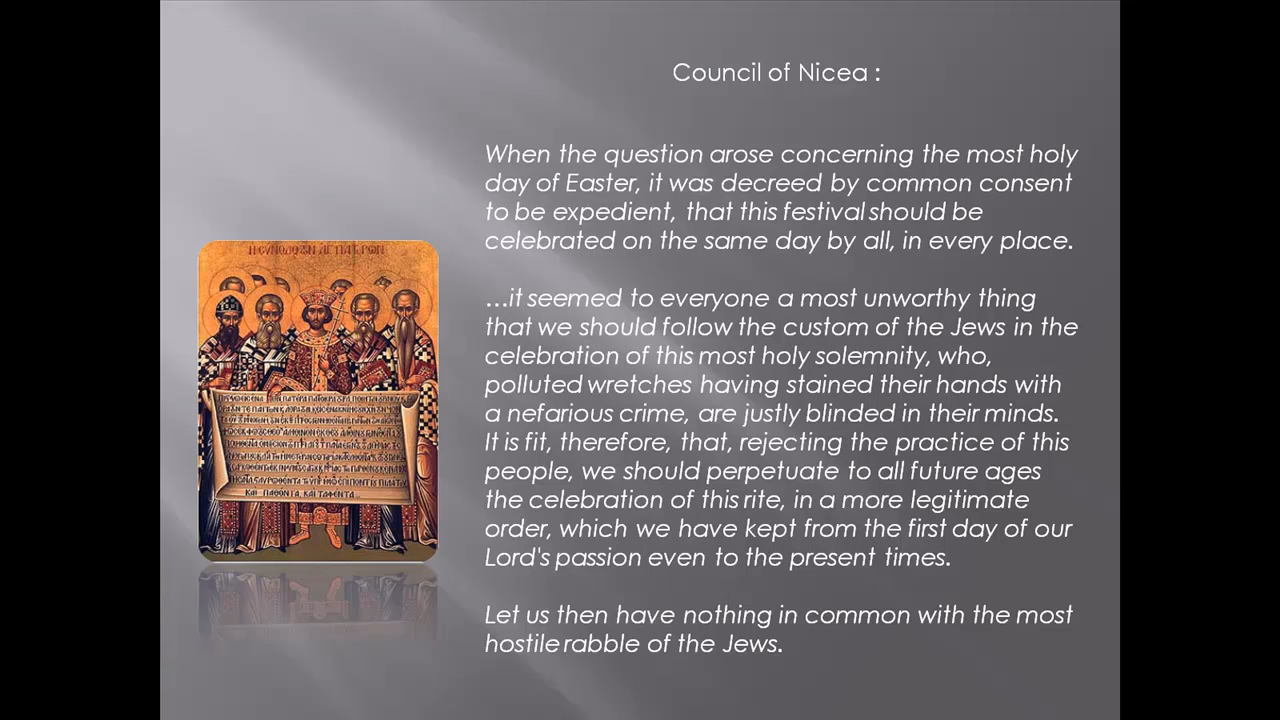 Council of Nicea :
When the question arose concerning the most holy
day of Easter, it was decreed by common consent
to be expedient, that this festival should be
celebrated on the same day by all, in every place.
…it seemed to everyone a most unworthy thing
that we should follow the custom of the Jews in the
celebration of this most holy solemnity, who,
polluted wretches having stained their hands with
a nefarious crime, are justly blinded in their minds.
It is fit, therefore, that, rejecting the practice of this
people, we should perpetuate to all future ages
the celebration of this rite, in a more legitimate
order, which we have kept from the first day of our
Lord's passion even to the present times.
Let us then have nothing in common with the most
hostile rabble of the Jews.
ΚΑΙ ΠΑΘΟΝΤΑ, ΚΑΙ ΤΑΦΕΝΤΑ